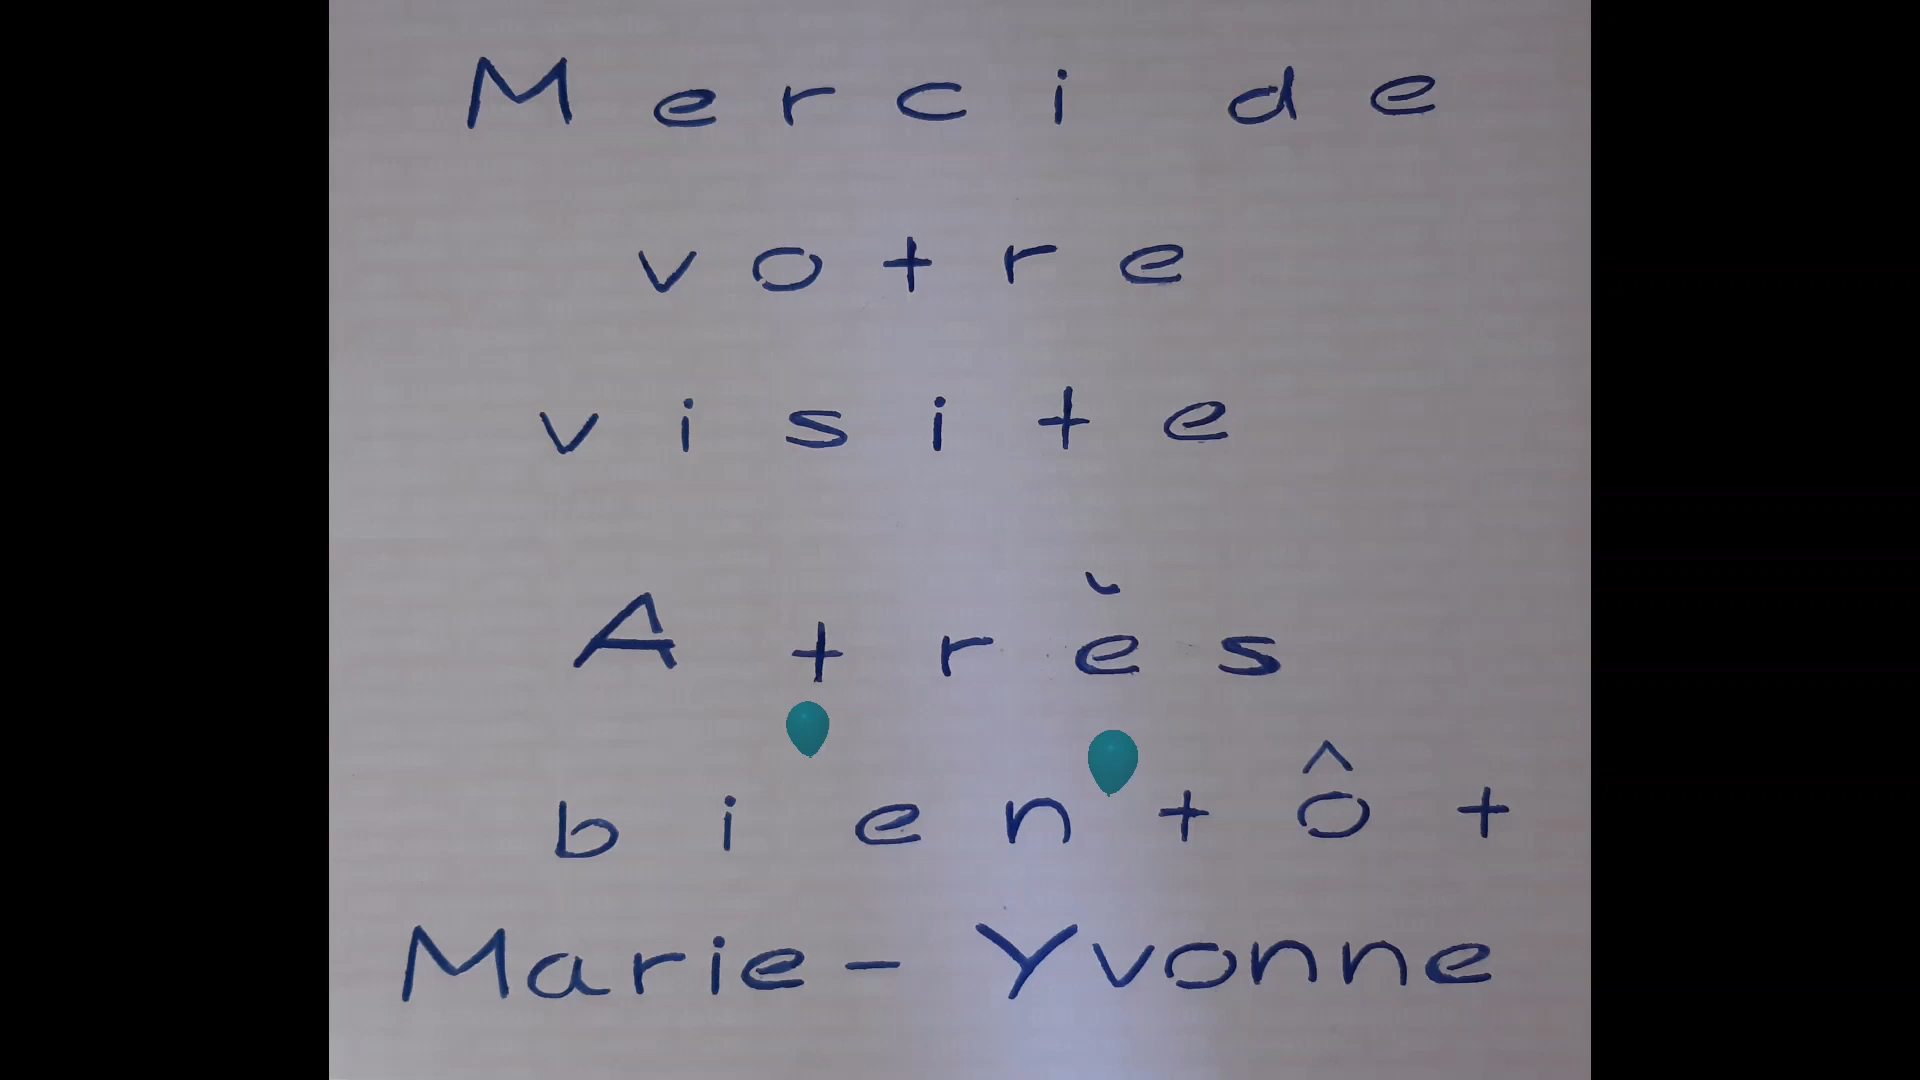 Merci de
votre
visite
A très
bientôt
Marie-Yvonne